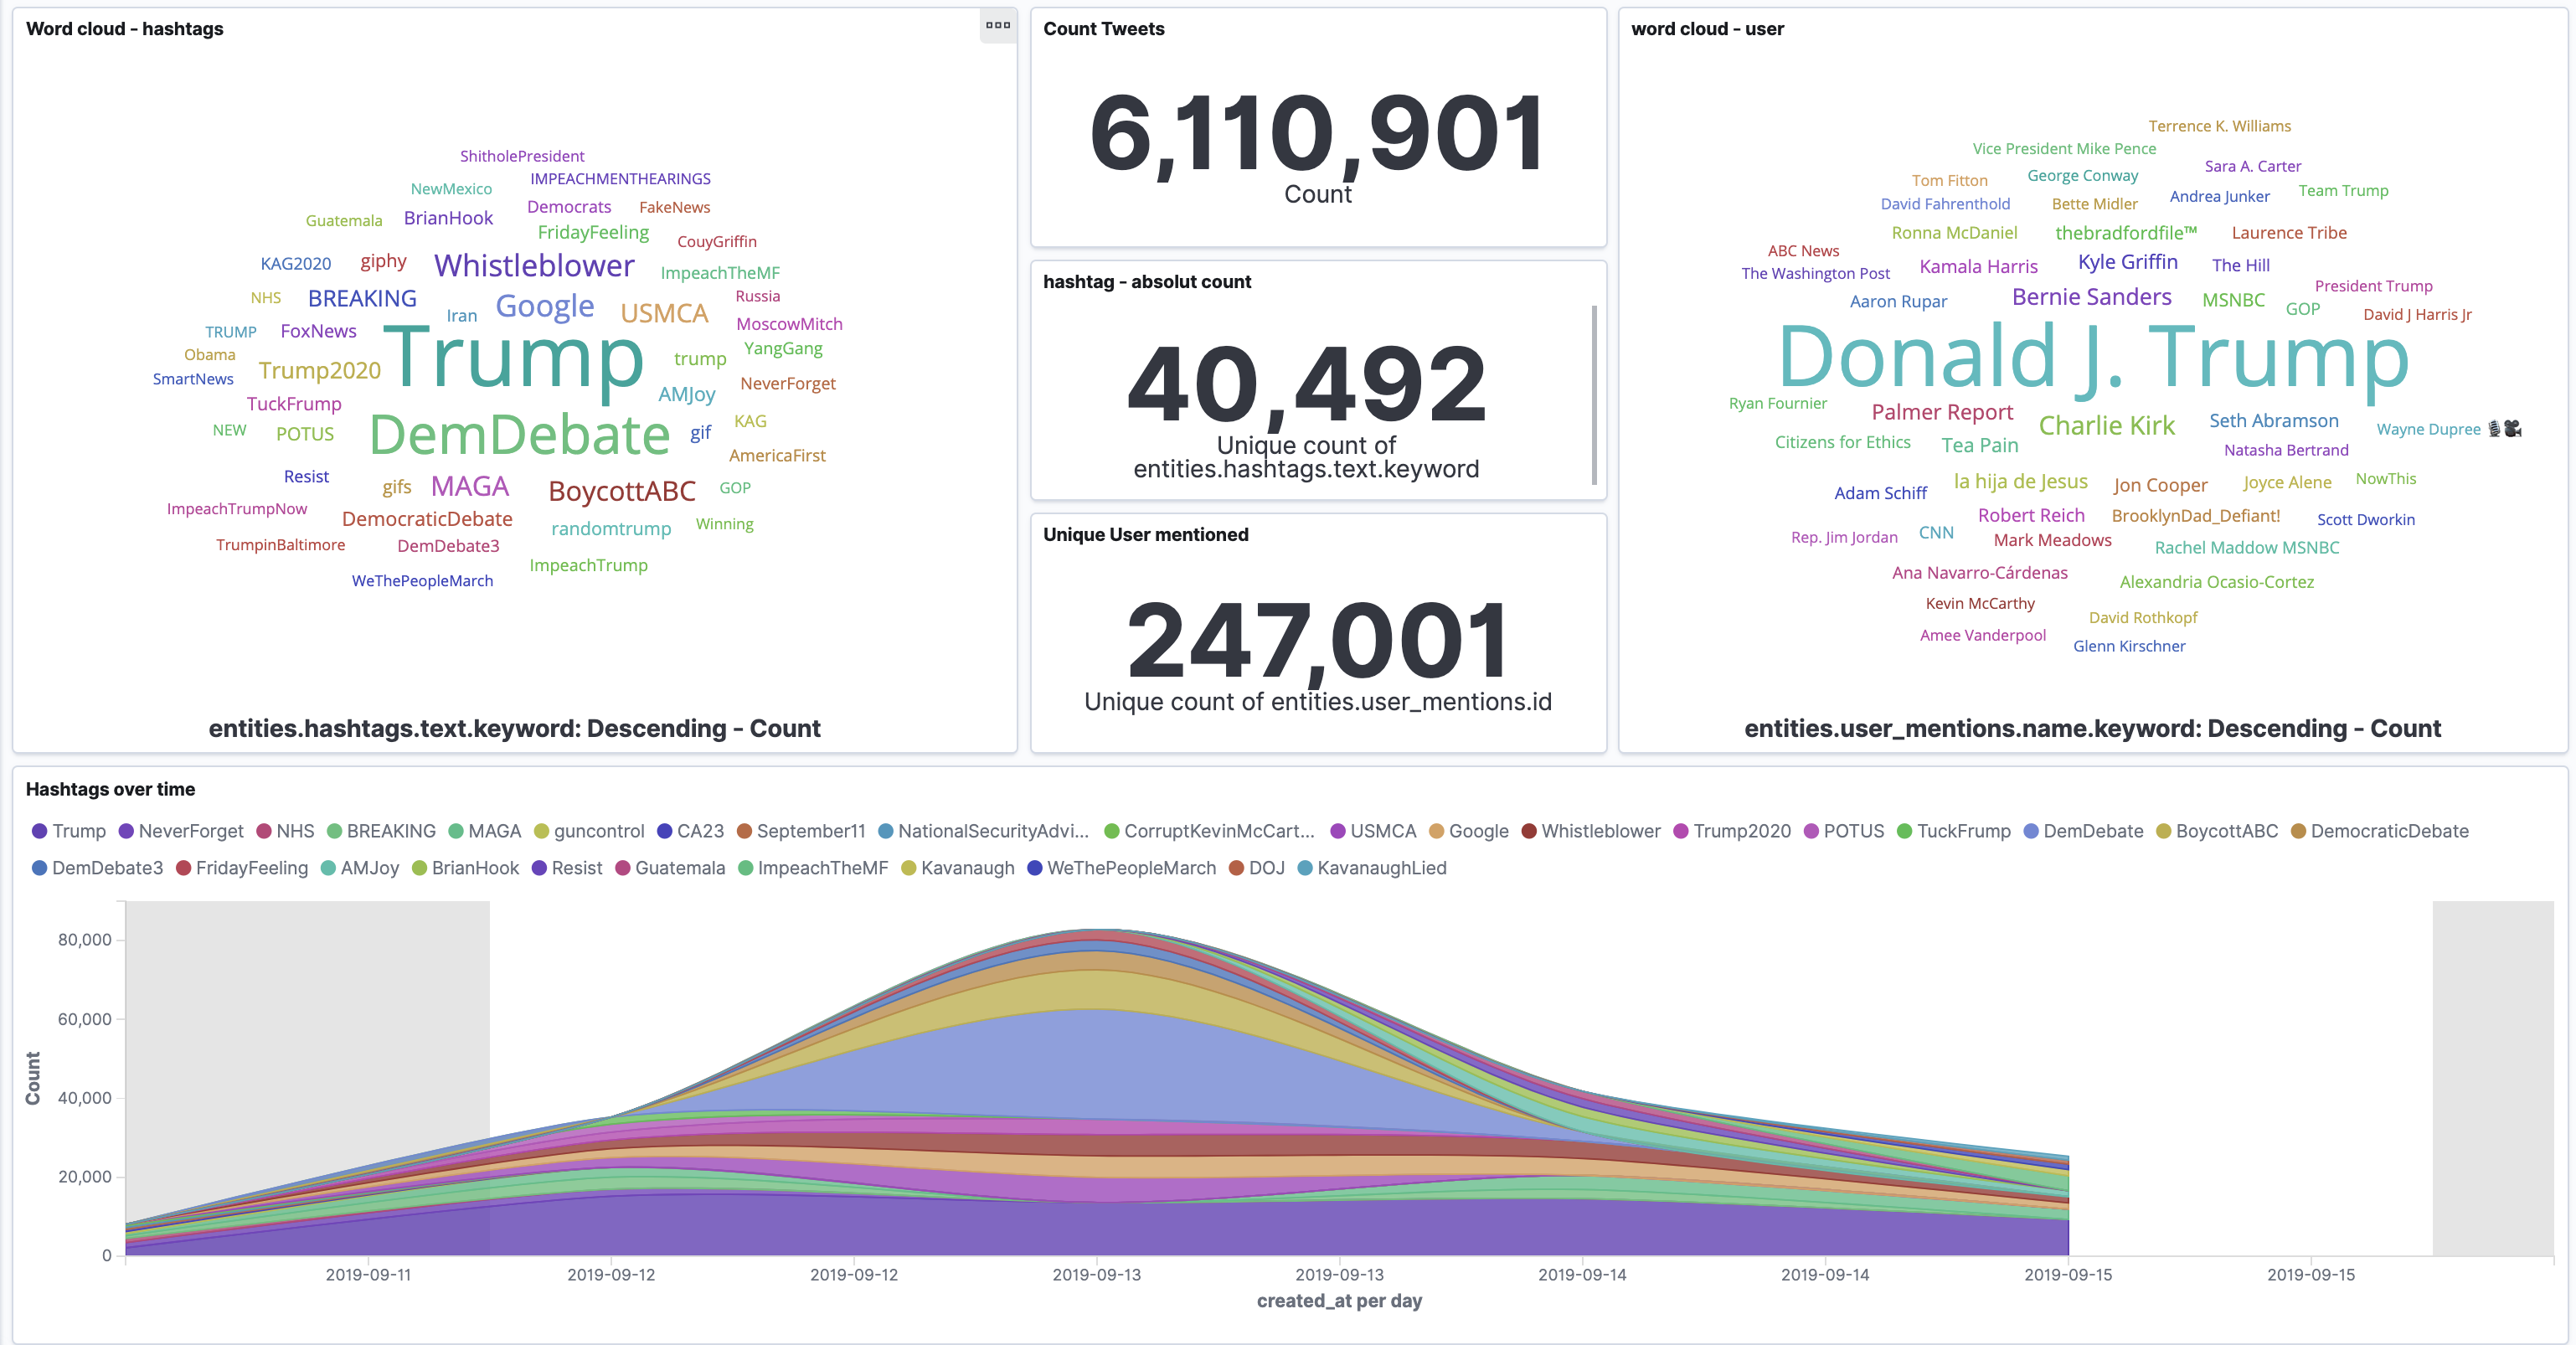 Word cloud - hashtags
ShitholePresident
NewMexico IMPEACHMENTHEARINGS
Guatemala BrianHook Democrats FakeNews
FridayFeeling CouyGriffin
KAG2020 giphy Whistleblower ImpeachTheMF
NHS BREAKING Iran Google USMCA Russia
TRUMP FoxNews MoscowMitch
Obama Trump2020 Trump trump YangGang
SmartNews AMJoy NeverForget
TuckFrump
NEW POTUS DemDebate gif KAG
AmericaFirst
Resist gifs MAGA BoycottABC GOP
ImpeachTrumpNow DemocraticDebate randomtrump Winning
TrumpinBaltimore DemDebate3
WeThePeopleMarch ImpeachTrump
entities.hashtags.text.keyword: Descending - Count
Count Tweets
6,110,901
Count
hashtag - absolut count
40,492
Unique count of
entities.hashtags.text.keyword
Unique User mentioned
247,001
Unique count of entities.user_mentions.id
word cloud - user
Terrence K. Williams
Vice President Mike Pence
Sara A. Carter
Tom Fitton George Conway
Andrea Junker Team Trump
David Fahrenthold Bette Midler
Ronna McDaniel thebradfordfile™ Laurence Tribe
ABC News
The Washington Post Kamala Harris Kyle Griffin The Hill
President Trump
Aaron Rupar Bernie Sanders MSNBC GOP
David J Harris Jr
Donald J. Trump
Ryan Fournier Palmer Report Charlie Kirk Seth Abramson Wayne Dupree 🎙️🎥
Citizens for Ethics Tea Pain Natasha Bertrand
Adam Schiff la hija de Jesus Jon Cooper Joyce Alene NowThis
Robert Reich BrooklynDad_Defiant! Scott Dworkin
Rep. Jim Jordan CNN Mark Meadows Rachel Maddow MSNBC
Ana Navarro-Cárdenas Alexandria Ocasio-Cortez
Kevin McCarthy David Rothkopf
Amee Vanderpool Glenn Kirschner
entities.user_mentions.name.keyword: Descending - Count
Hashtags over time
Trump NeverForget NHS BREAKING MAGA guncontrol CA23 September11 NationalSecurityAdvi... CorruptKevinMcCart... USMCA Google Whistleblower Trump2020 POTUS TuckFrump DemDebate BoycottABC DemocraticDebate
DemDebate3 FridayFeeling AMJoy BrianHook Resist Guatemala ImpeachTheMF Kavanaugh WeThePeopleMarch DOJ KavanaughLied
80,000
60,000
40,000
20,000
0
Count
2019-09-11 2019-09-12 2019-09-12 2019-09-13 2019-09-13 2019-09-14 2019-09-14 2019-09-15 2019-09-15
created_at per day